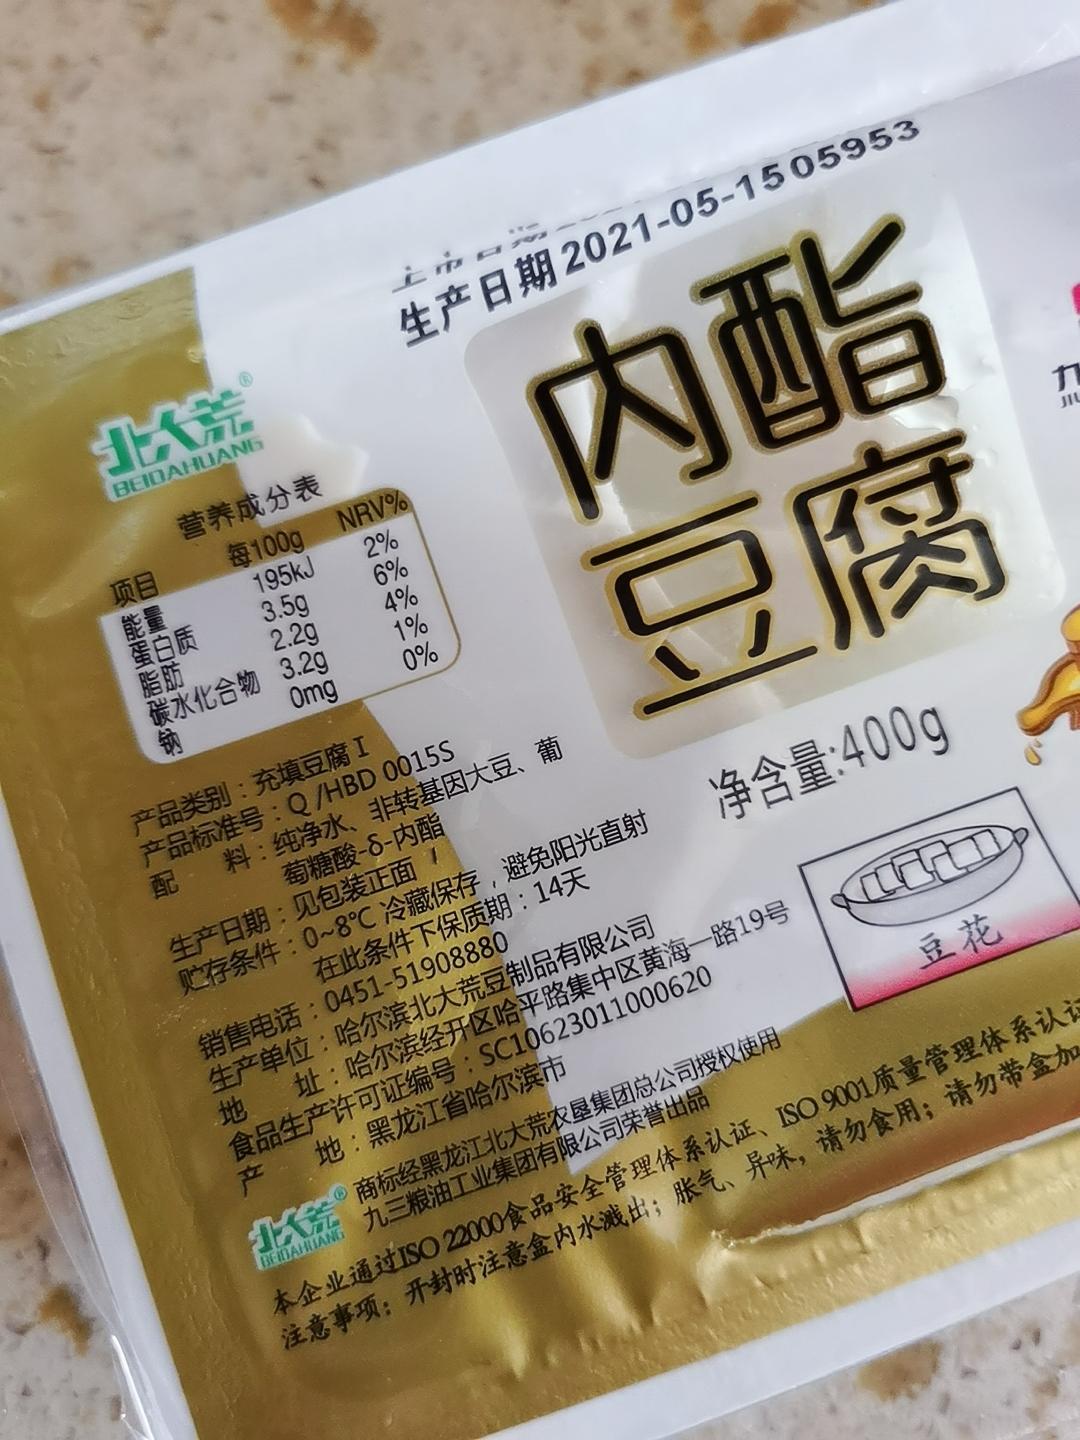 上市日期
生产日期2021-05-1505953
北大荒®
BEIDAHUANG
内酯
豆腐
净含量:400g
豆花
营养成分表
项目 每100g NRV%
能量 195kJ 2%
蛋白质 3.5g 6%
脂肪 2.2g 4%
碳水化合物 3.2g 1%
钠 0mg 0%
产品类别：充填豆腐Ⅰ
产品标准号：Q/HBD 0015S
配料：纯净水、非转基因大豆、葡
萄糖酸-δ-内酯
生产日期：见包装正面
贮存条件：0~8℃ 冷藏保存，避免阳光直射
在此条件下保质期：14天
销售电话：0451-51908880
生产单位：哈尔滨北大荒豆制品有限公司
地址：哈尔滨经开区哈平路集中区黄海一路19号
食品生产许可证编号：SC10623011000620
产地：黑龙江省哈尔滨市
北大荒®
BEIDAHUANG
商标经黑龙江北大荒农垦集团总公司授权使用
九三粮油工业集团有限公司荣誉出品
本企业通过ISO 22000食品安全管理体系认证、ISO 9001质量管理体系认证
注意事项：开封时注意盒内水溅出；胀气、异味，请勿食用；请勿带盒加